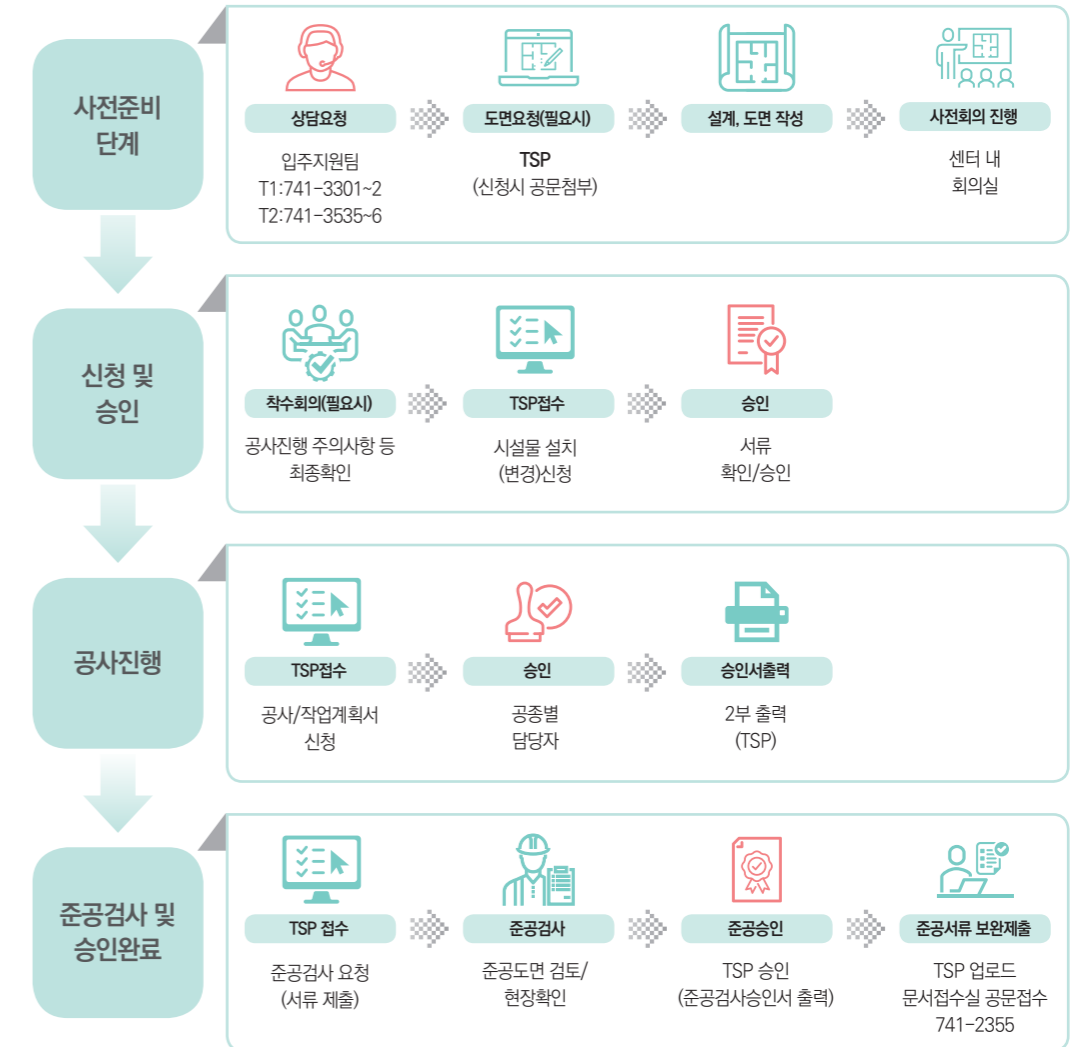 사전준비
단계
상담요청
도면요청(필요시)
설계, 도면 작성
사전회의 진행
입주지원팀
T1:741-3301~2
T2:741-3535~6
TSP
(신청시 공문첨부)
센터 내
회의실
신청 및
승인
착수회의(필요시)
TSP접수
승인
공사진행 주의사항 등
최종확인
시설물 설치
(변경)신청
서류
확인/승인
공사진행
TSP접수
승인
승인서출력
공사/작업계획서
신청
공종별
담당자
2부 출력
(TSP)
준공검사 및
승인완료
TSP 접수
준공검사
준공승인
준공서류 보완제출
준공검사 요청
(서류 제출)
준공도면 검토/
현장확인
TSP 승인
(준공검사승인서 출력)
TSP 업로드
문서접수실 공문접수
741-2355